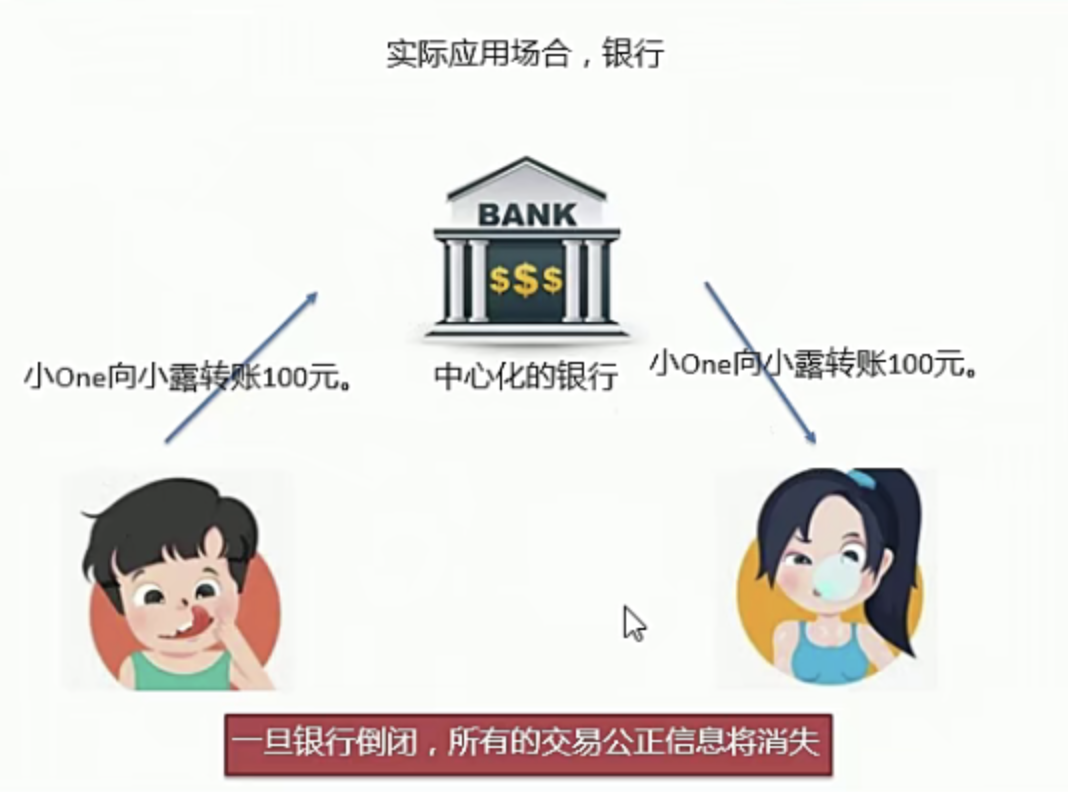 实际应用场合，银行
BANK
$$$
小One向小露转账100元。
中心化的银行
小One向小露转账100元。
一旦银行倒闭，所有的交易公正信息将消失